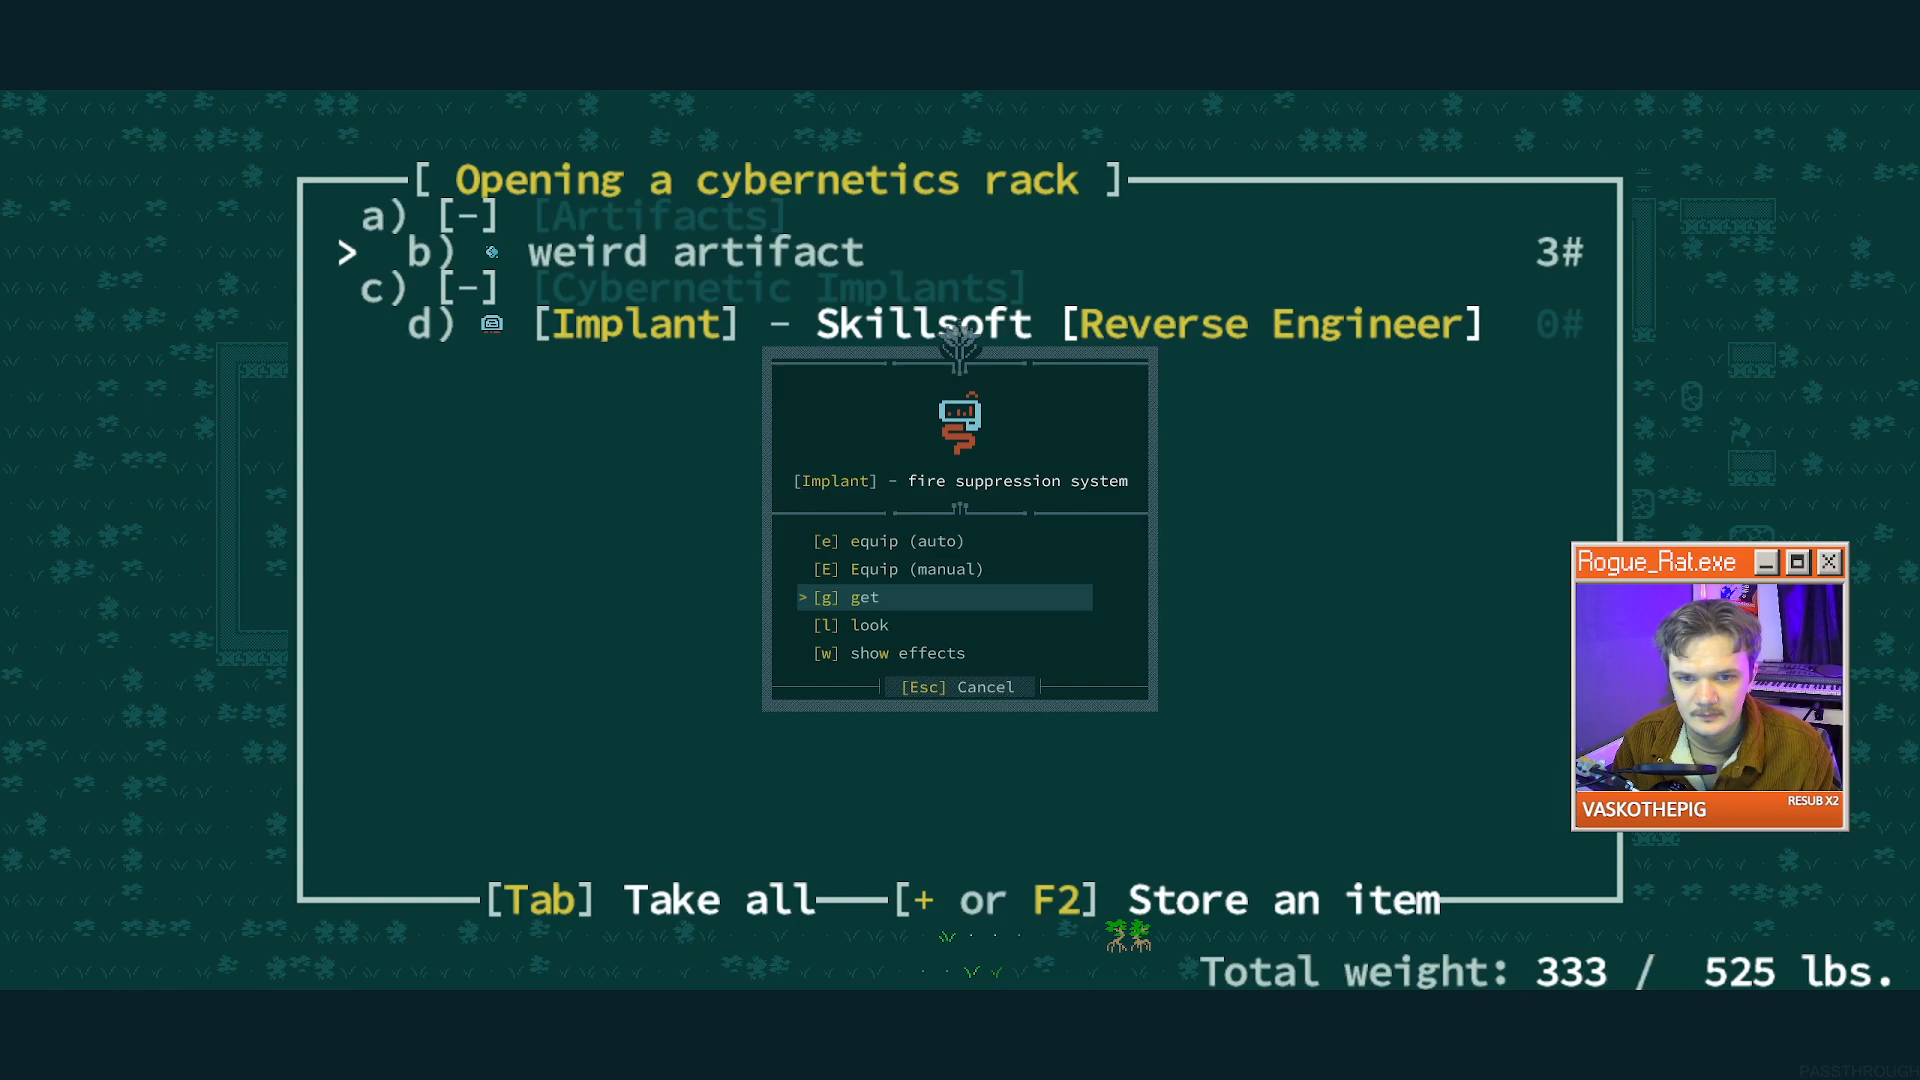 [ Opening a cybernetics rack ]
a) [-] [Artifacts]
> b) weird artifact 3#
c) [-] [Cybernetic Implants]
d) [Implant] - Skillsoft [Reverse Engineer] 0#
[Implant] - fire suppression system
[e] equip (auto)
[E] Equip (manual)
> [g] get
[l] look
[w] show effects
[Esc] Cancel
Rogue_Rat.exe
VASKOTHEPIG RESUB X2
[Tab] Take all [+ or F2] Store an item
Total weight: 333 / 525 lbs.
PASSTHROUGH